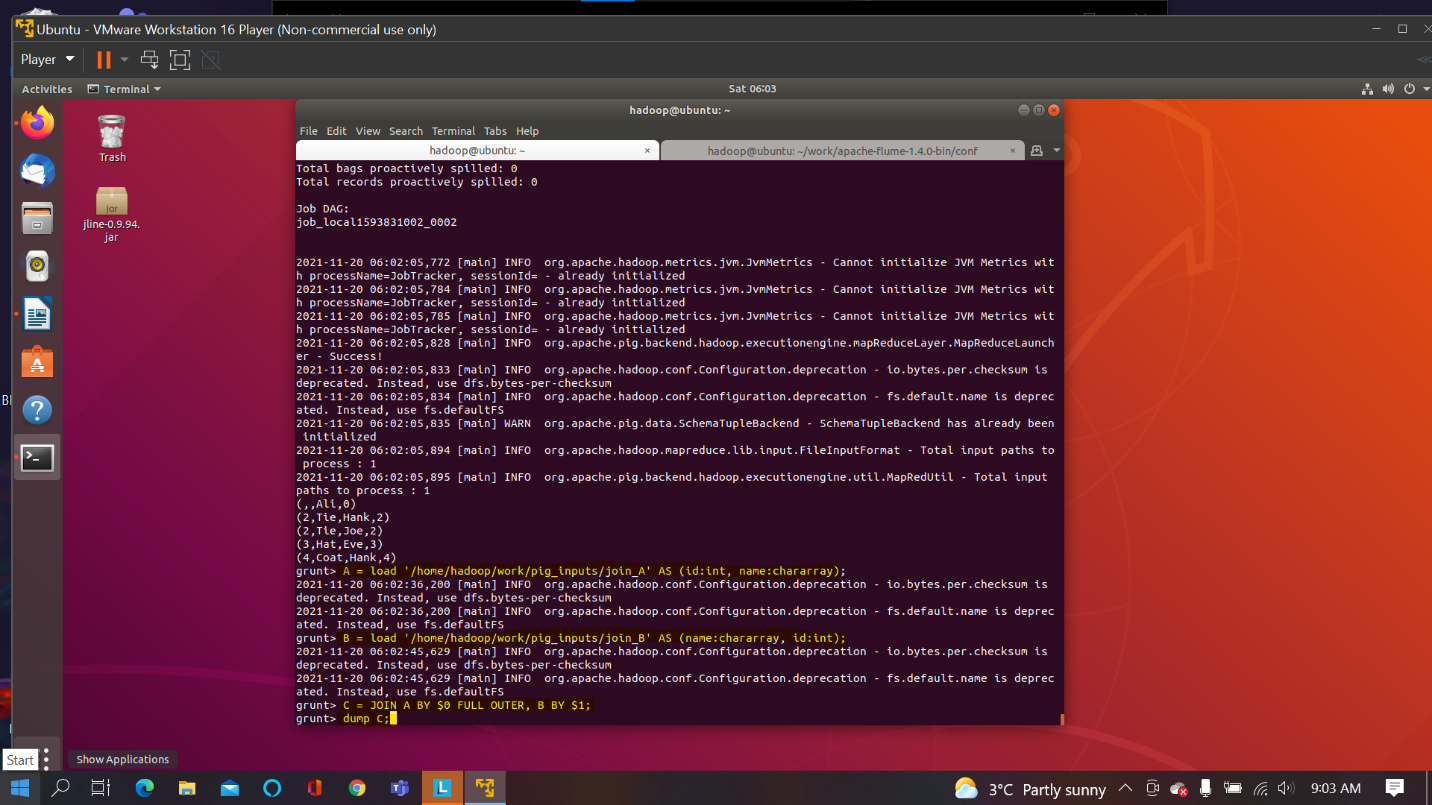 Ubuntu - VMware Workstation 16 Player (Non-commercial use only)
Player
Activities
Terminal
Sat 06:03
Trash
jar
jline-0.9.94.
jar
hadoop@ubuntu: ~
File Edit View Search Terminal Tabs Help
hadoop@ubuntu: ~
hadoop@ubuntu: ~/work/apache-flume-1.4.0-bin/conf
Total bags proactively spilled: 0
Total records proactively spilled: 0
Job DAG:
job_local1593831002_0002
2021-11-20 06:02:05,772 [main] INFO  org.apache.hadoop.metrics.jvm.JvmMetrics - Cannot initialize JVM Metrics wit
h processName=JobTracker, sessionId= - already initialized
2021-11-20 06:02:05,784 [main] INFO  org.apache.hadoop.metrics.jvm.JvmMetrics - Cannot initialize JVM Metrics wit
h processName=JobTracker, sessionId= - already initialized
2021-11-20 06:02:05,785 [main] INFO  org.apache.hadoop.metrics.jvm.JvmMetrics - Cannot initialize JVM Metrics wit
h processName=JobTracker, sessionId= - already initialized
2021-11-20 06:02:05,828 [main] INFO  org.apache.pig.backend.hadoop.executionengine.mapReduceLayer.MapReduceLaunch
er - Success!
2021-11-20 06:02:05,833 [main] INFO  org.apache.hadoop.conf.Configuration.deprecation - io.bytes.per.checksum is
deprecated. Instead, use dfs.bytes-per-checksum
2021-11-20 06:02:05,834 [main] INFO  org.apache.hadoop.conf.Configuration.deprecation - fs.default.name is deprec
ated. Instead, use fs.defaultFS
2021-11-20 06:02:05,835 [main] WARN  org.apache.pig.data.SchemaTupleBackend - SchemaTupleBackend has already been
initialized
2021-11-20 06:02:05,894 [main] INFO  org.apache.hadoop.mapreduce.lib.input.FileInputFormat - Total input paths to
process : 1
2021-11-20 06:02:05,895 [main] INFO  org.apache.pig.backend.hadoop.executionengine.util.MapRedUtil - Total input
paths to process : 1
(,,Ali,0)
(2,Tie,Hank,2)
(2,Tie,Joe,2)
(3,Hat,Eve,3)
(4,Coat,Hank,4)
grunt> A = load '/home/hadoop/work/pig_inputs/join_A' AS (id:int, name:chararray);
2021-11-20 06:02:36,200 [main] INFO  org.apache.hadoop.conf.Configuration.deprecation - io.bytes.per.checksum is
deprecated. Instead, use dfs.bytes-per-checksum
2021-11-20 06:02:36,200 [main] INFO  org.apache.hadoop.conf.Configuration.deprecation - fs.default.name is deprec
ated. Instead, use fs.defaultFS
grunt> B = load '/home/hadoop/work/pig_inputs/join_B' AS (name:chararray, id:int);
2021-11-20 06:02:45,629 [main] INFO  org.apache.hadoop.conf.Configuration.deprecation - io.bytes.per.checksum is
deprecated. Instead, use dfs.bytes-per-checksum
2021-11-20 06:02:45,629 [main] INFO  org.apache.hadoop.conf.Configuration.deprecation - fs.default.name is deprec
ated. Instead, use fs.defaultFS
grunt> C = JOIN A BY $0 FULL OUTER, B BY $1;
grunt> dump C;
Start
Show Applications
3°C Partly sunny
9:03 AM